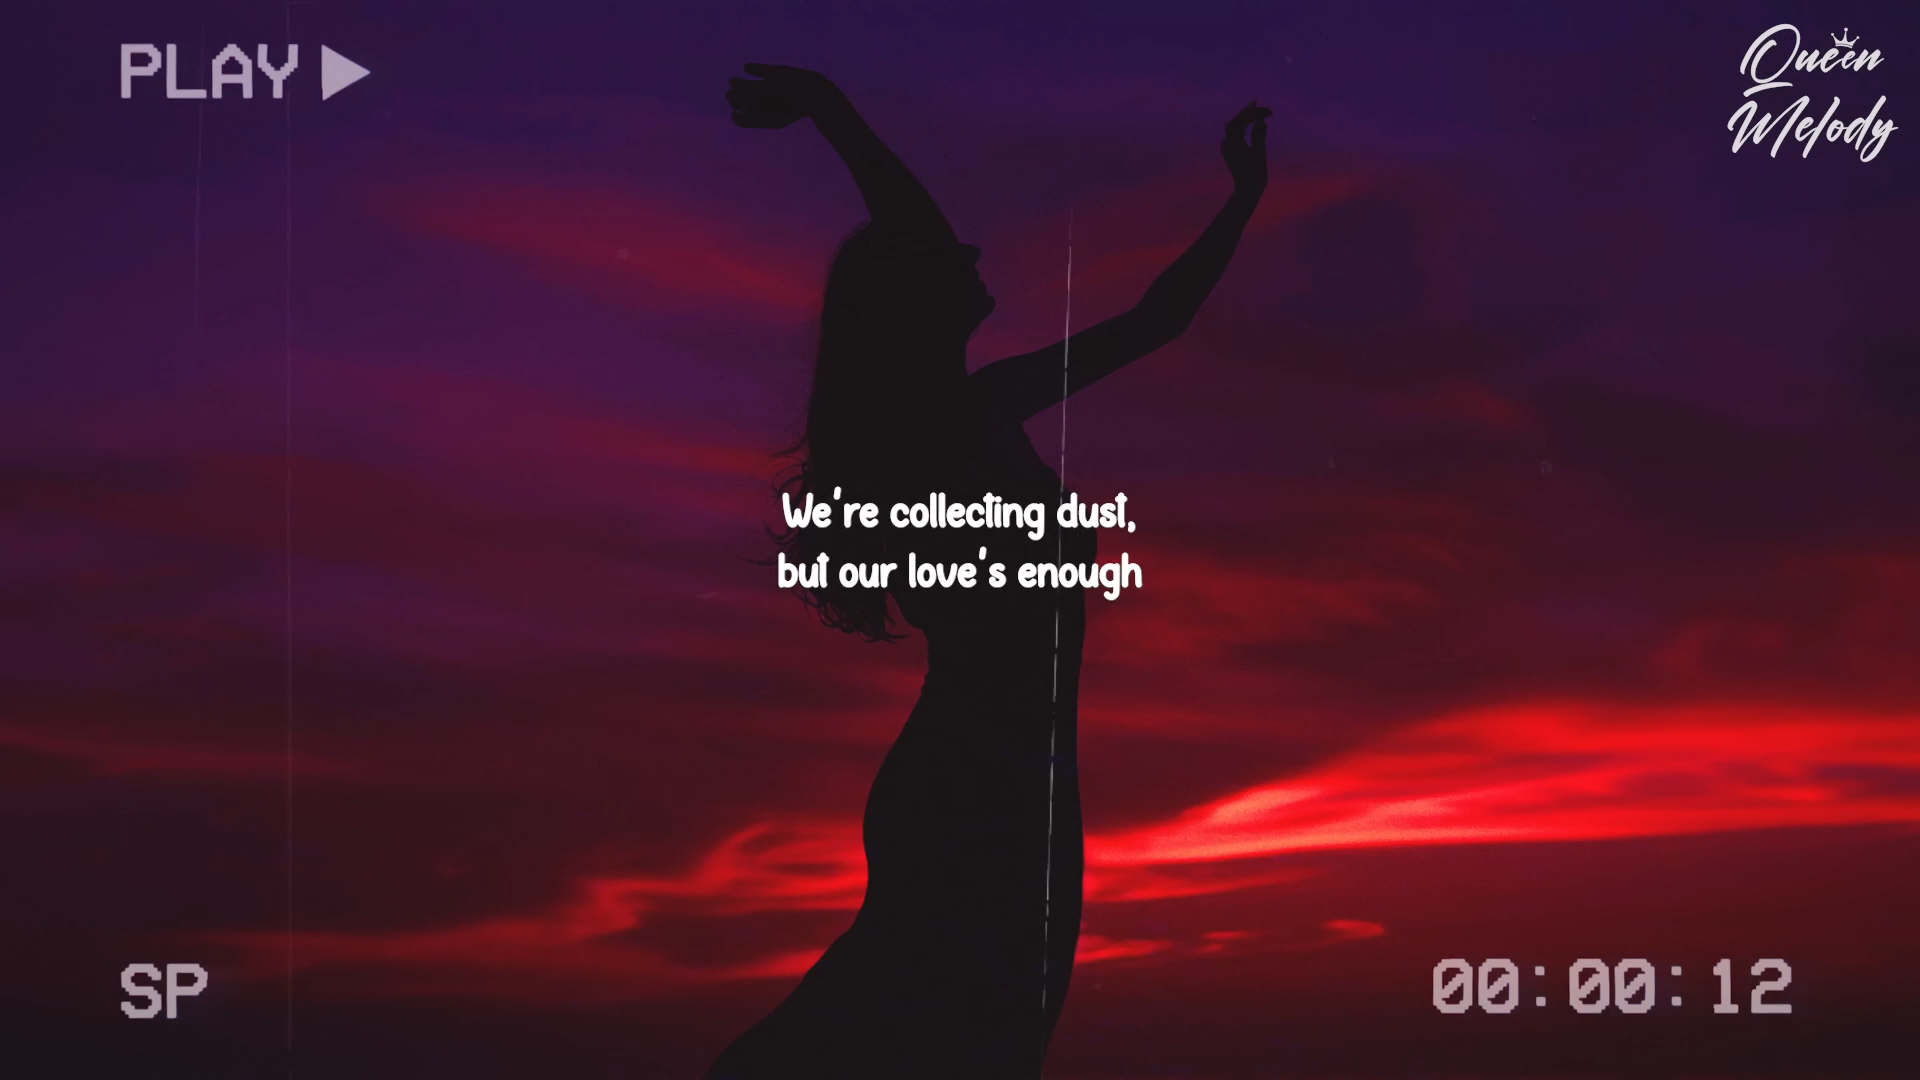 PLAY
Queen
Melody
We're collecting dust,
but our love's enough
SP
00:00:12